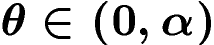 θ ∈ (0, α)